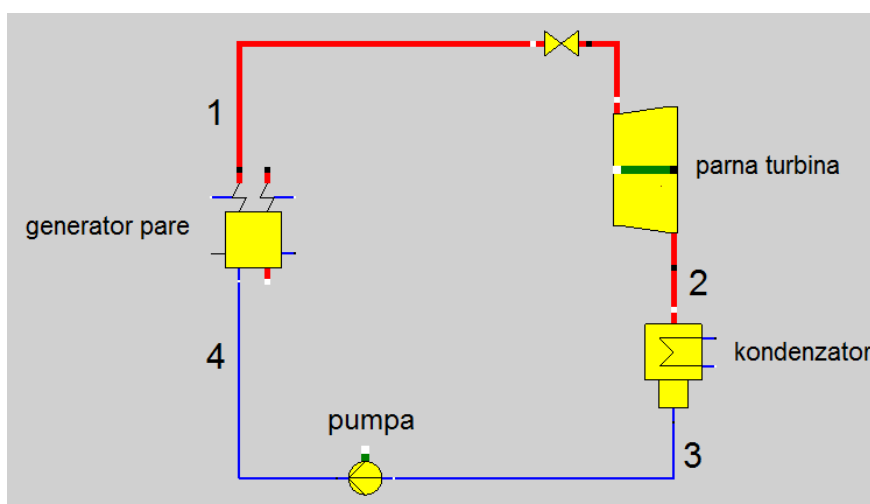 1
parna turbina
generator pare
2
4
kondenzator
pumpa
3